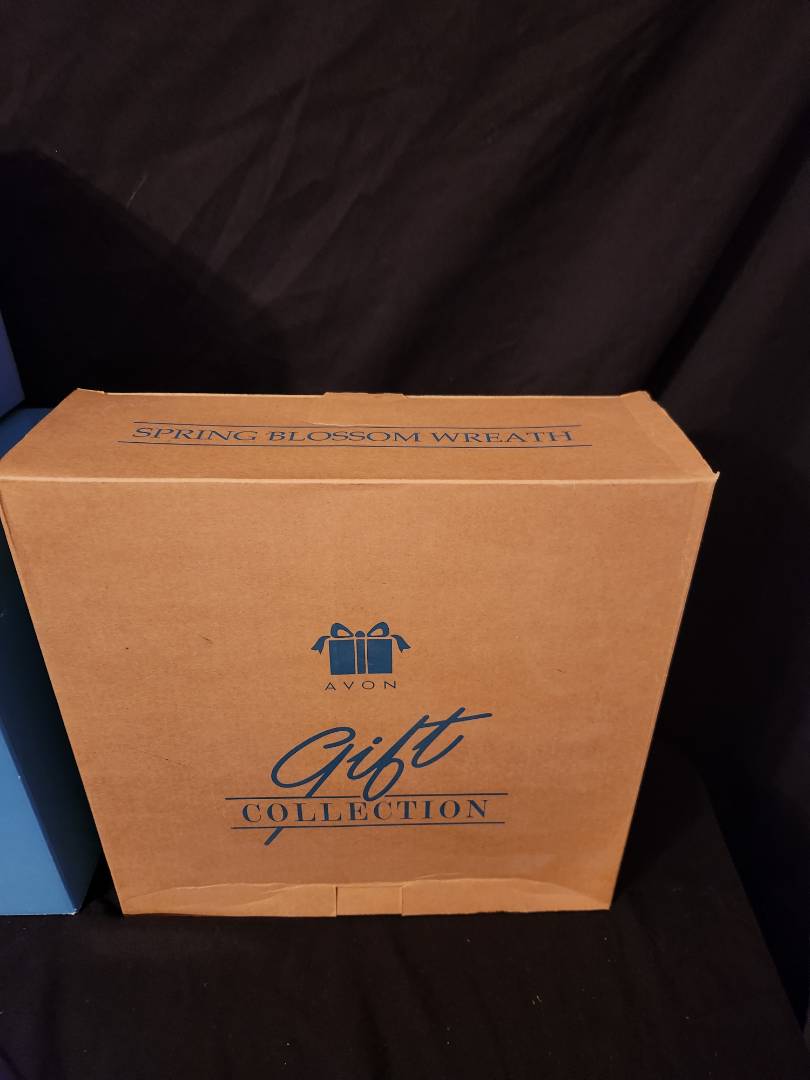 SPRING BLOSSOM WREATH
AVON
Gift
COLLECTION